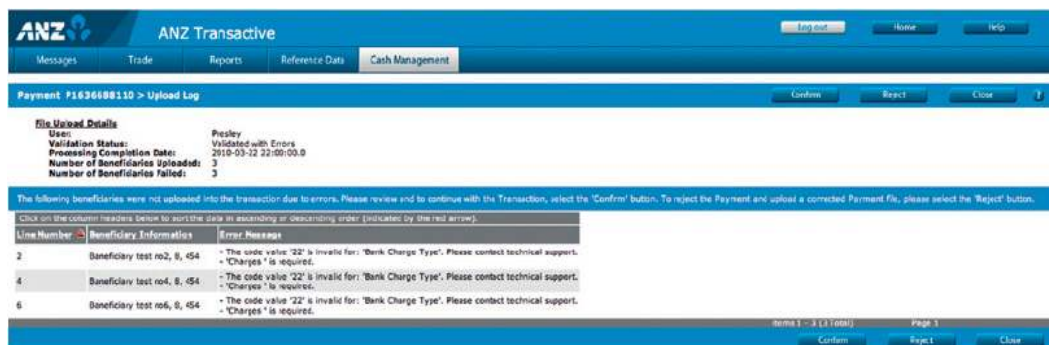 ANZ
ANZ Transactive
Log out Home Help
Messages Trade Reports Reference Data Cash Management
Payment P1636688110 > Upload Log
Confirm Reject Close ?
File Upload Details
User: Presley
Validation Status: Validated with Errors
Processing Completion Date: 2010-03-22 22:00:00.0
Number of Beneficiaries Uploaded: 3
Number of Beneficiaries Failed: 3
The following beneficiaries were not uploaded into the transaction due to errors. Please review and to continue with the Transaction, select the 'Confirm' button. To reject the Payment and upload a corrected Payment file, please select the 'Reject' button.
Click on the column headers below to sort the data in ascending or descending order (indicated by the red arrow).
Line Number Beneficiary Information Error Message
2 Beneficiary test no2, 8, 454 - The code value '22' is invalid for: 'Bank Charge Type'. Please contact technical support.
- 'Charges ' is required.
4 Beneficiary test no4, 8, 454 - The code value '22' is invalid for: 'Bank Charge Type'. Please contact technical support.
- 'Charges ' is required.
6 Beneficiary test no6, 8, 454 - The code value '22' is invalid for: 'Bank Charge Type'. Please contact technical support.
- 'Charges ' is required.
Items 1 - 3 (3 Total) Page 1
Confirm Reject Close